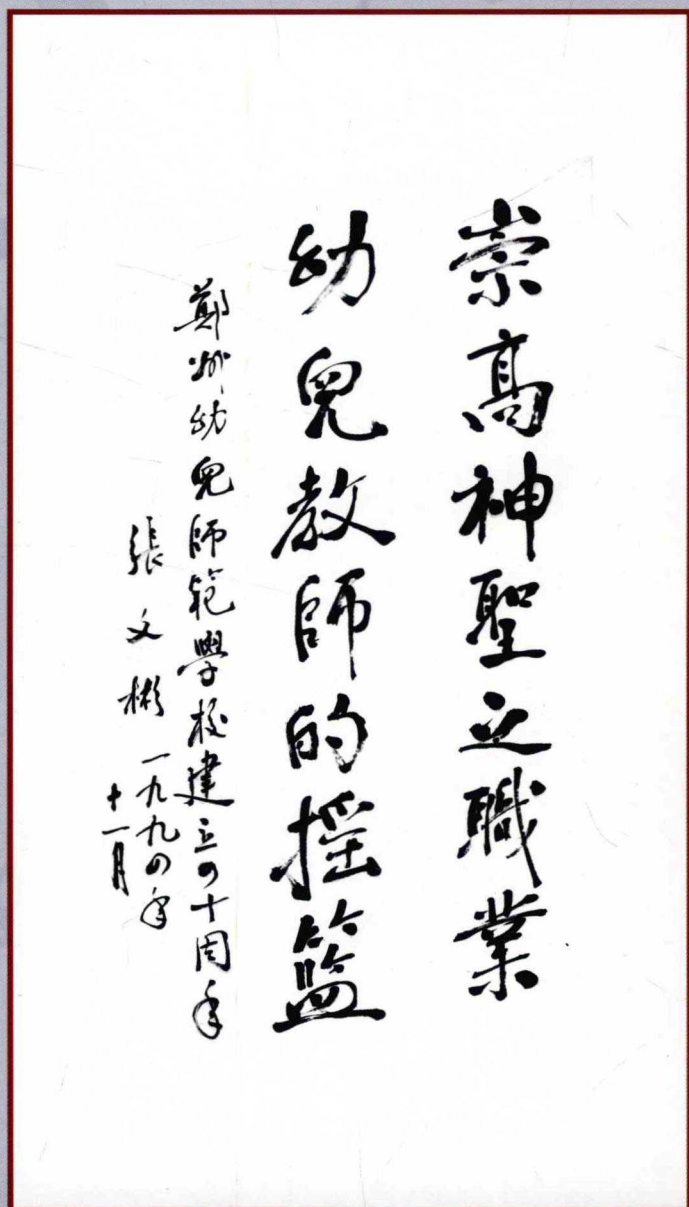 崇高神聖之職業
幼兒教師的搖籃
鄭州幼兒師範學校建立四十周年
張文彬 一九九四年
十一月